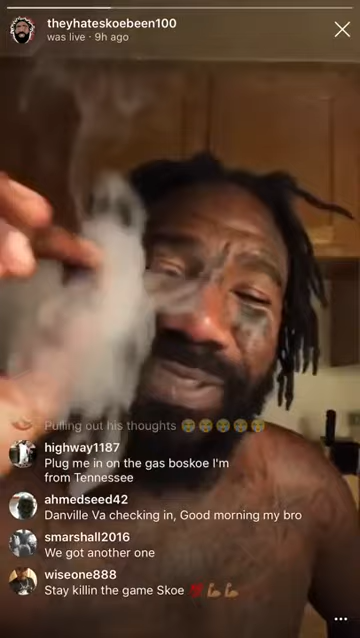 theyhateskoebeen100
was live · 9h ago
Pulling out his thoughts 😭😭😭😭😭
highway1187
Plug me in on the gas boskoe I'm
from Tennessee
ahmedseed42
Danville Va checking in, Good morning my bro
smarshall2016
We got another one
wiseone888
Stay killin the game Skoe 💯💪🏾💪🏾